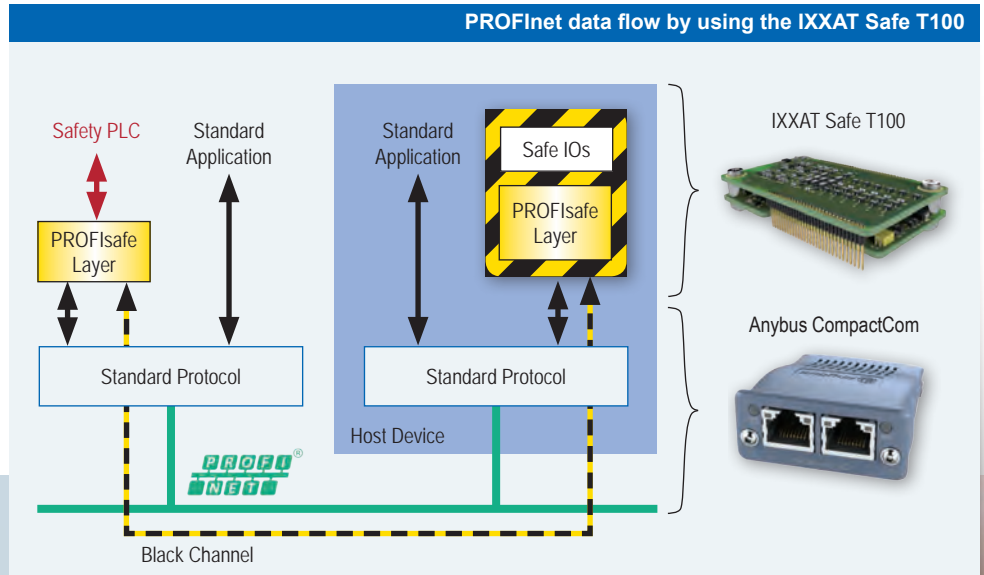 PROFInet data flow by using the IXXAT Safe T100
Safety PLC
Standard
Application
Standard
Application
Safe IOs
PROFIsafe
Layer
PROFIsafe
Layer
IXXAT Safe T100
Anybus CompactCom
Standard Protocol
Standard Protocol
Host Device
PROFI®
NET
Black Channel